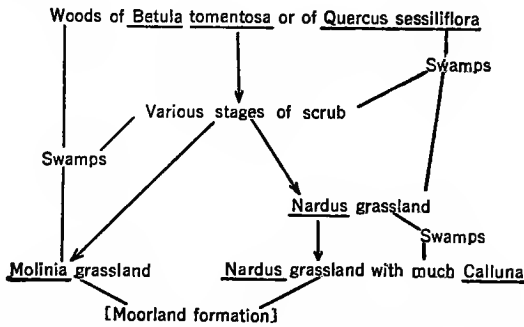 Woods of Betula tomentosa or of Quercus sessiliflora
Swamps
Various stages of scrub
Swamps
Nardus grassland
Swamps
Molinia grassland
Nardus grassland with much Calluna
[Moorland formation]